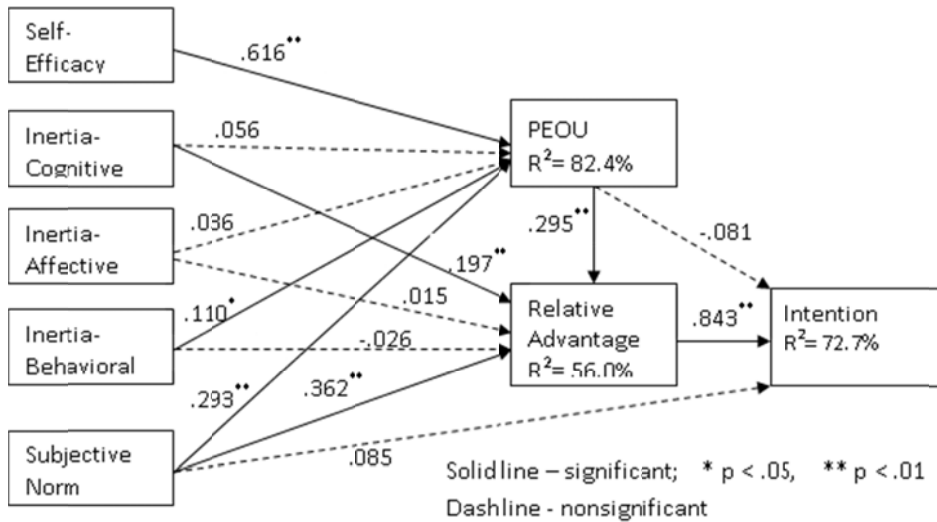 Self-
Efficacy
.616**
Inertia-
Cognitive
.056
PEOU
R²= 82.4%
Inertia-
Affective
.036
.295**
-.081
.197**
.015
Relative
Advantage
R²= 56.0%
.843**
Intention
R²= 72.7%
Inertia-
Behavioral
.110*
-.026
.293**
.362**
Subjective
Norm
.085
Solid line – significant; * p < .05, ** p < .01
Dashline - nonsignificant